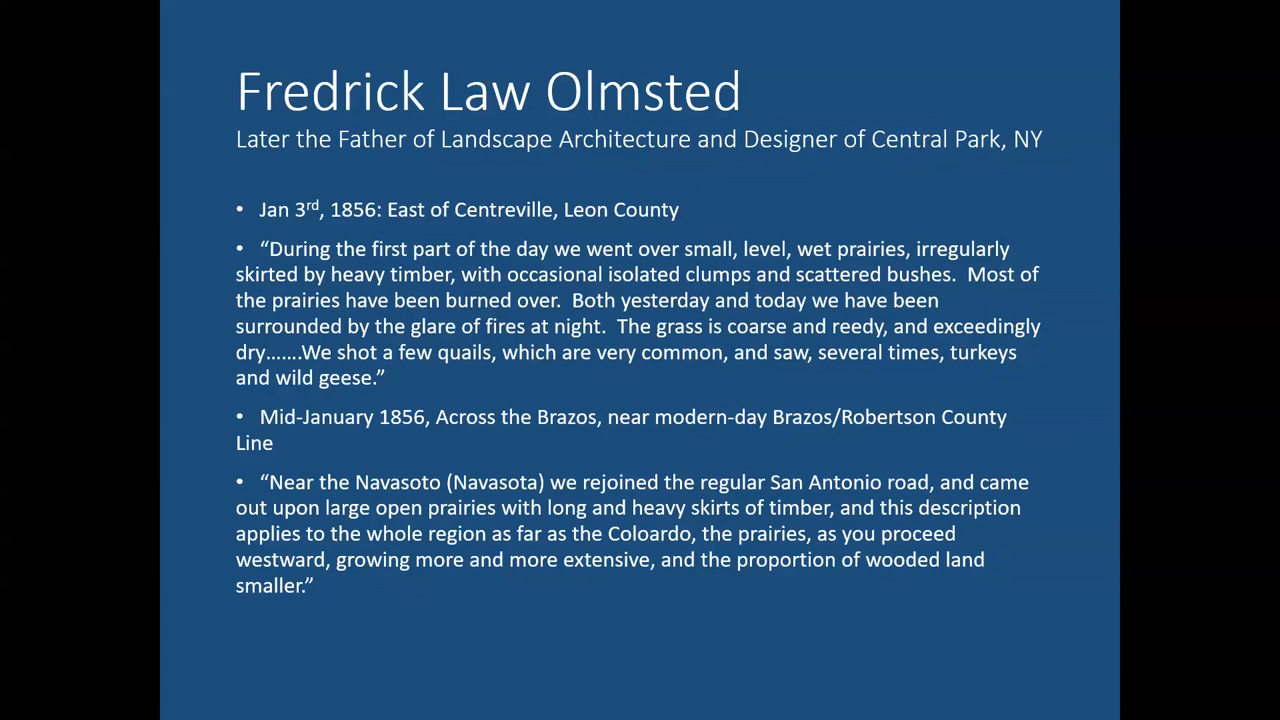 Fredrick Law Olmsted
Later the Father of Landscape Architecture and Designer of Central Park, NY
• Jan 3rd, 1856: East of Centreville, Leon County
• “During the first part of the day we went over small, level, wet prairies, irregularly
skirted by heavy timber, with occasional isolated clumps and scattered bushes.  Most of
the prairies have been burned over.  Both yesterday and today we have been
surrounded by the glare of fires at night.  The grass is coarse and reedy, and exceedingly
dry…….We shot a few quails, which are very common, and saw, several times, turkeys
and wild geese.”
• Mid-January 1856, Across the Brazos, near modern-day Brazos/Robertson County
Line
• “Near the Navasoto (Navasota) we rejoined the regular San Antonio road, and came
out upon large open prairies with long and heavy skirts of timber, and this description
applies to the whole region as far as the Coloardo, the prairies, as you proceed
westward, growing more and more extensive, and the proportion of wooded land
smaller.”